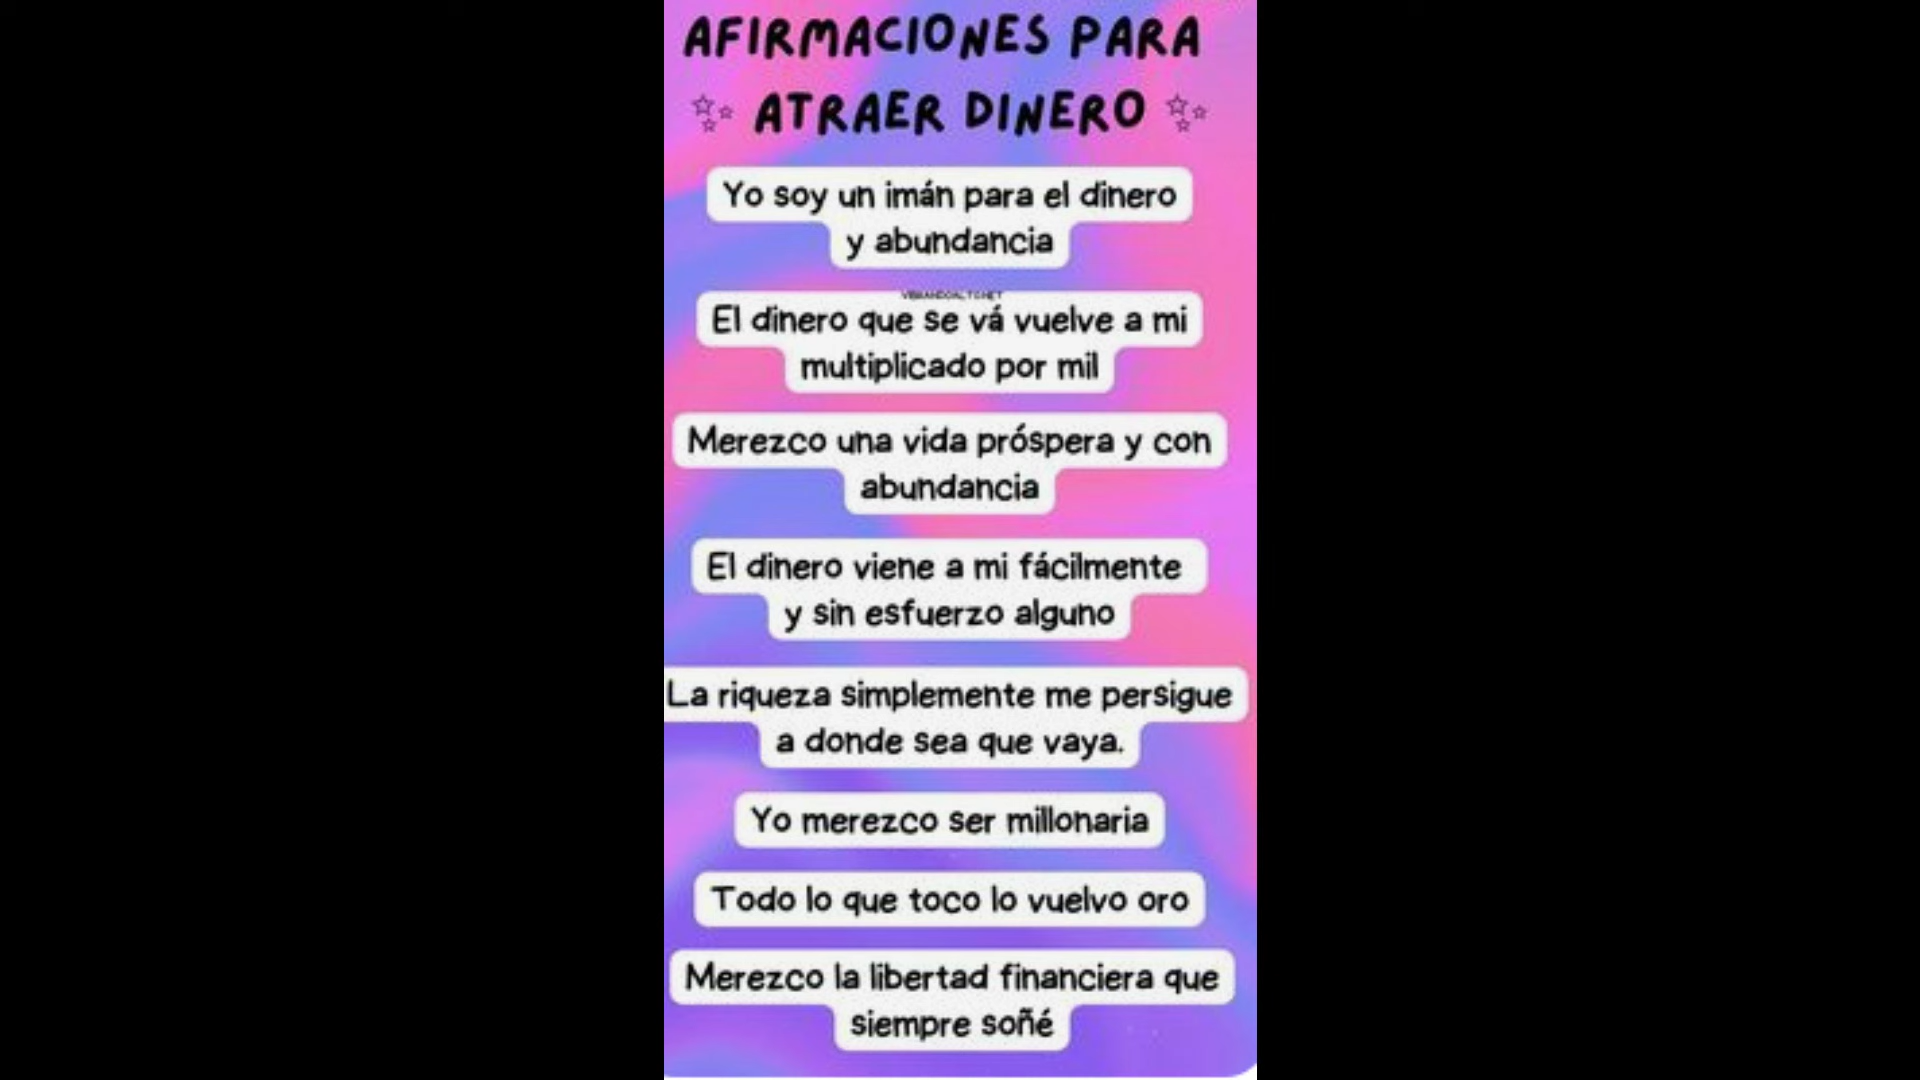 AFIRMACIONES PARA
ATRAER DINERO
Yo soy un imán para el dinero
y abundancia
VIBRANDOALTO.NET
El dinero que se vá vuelve a mi
multiplicado por mil
Merezco una vida próspera y con
abundancia
El dinero viene a mi fácilmente
y sin esfuerzo alguno
La riqueza simplemente me persigue
a donde sea que vaya.
Yo merezco ser millonaria
Todo lo que toco lo vuelvo oro
Merezco la libertad financiera que
siempre soñé